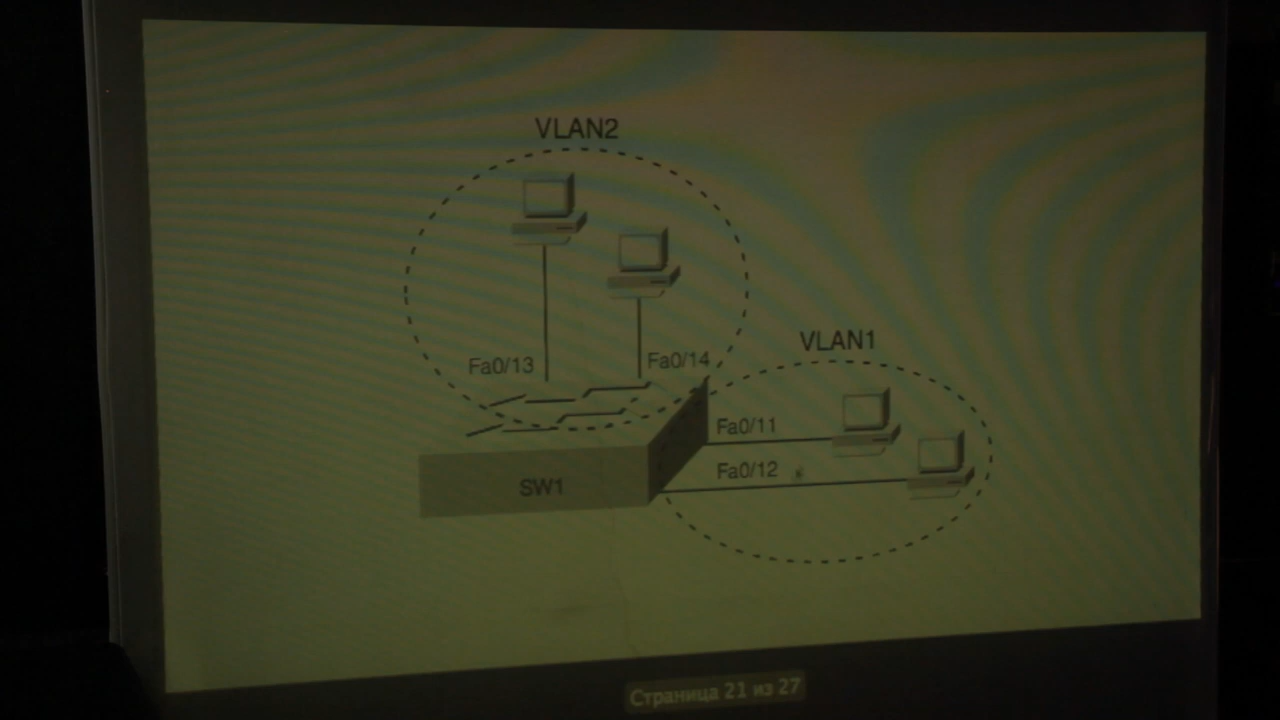 VLAN2
Fa0/13
Fa0/14
VLAN1
Fa0/11
Fa0/12
SW1
Страница 21 из 27